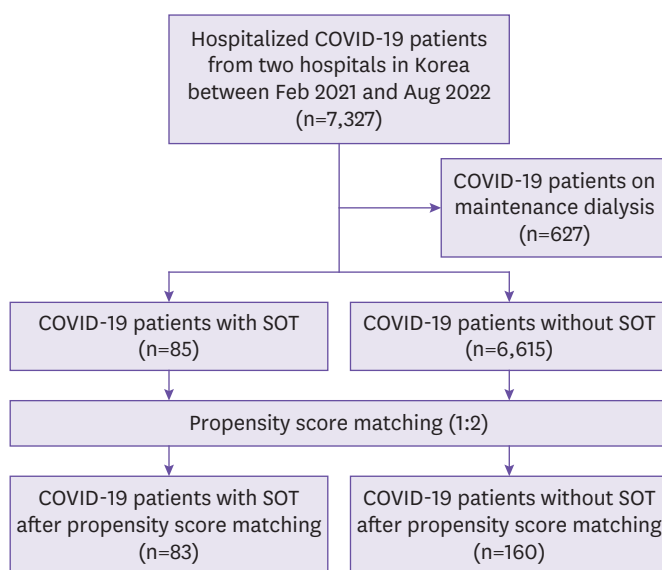 Hospitalized COVID-19 patients
from two hospitals in Korea
between Feb 2021 and Aug 2022
(n=7,327)
COVID-19 patients on
maintenance dialysis
(n=627)
COVID-19 patients with SOT
(n=85)
COVID-19 patients without SOT
(n=6,615)
Propensity score matching (1:2)
COVID-19 patients with SOT
after propensity score matching
(n=83)
COVID-19 patients without SOT
after propensity score matching
(n=160)